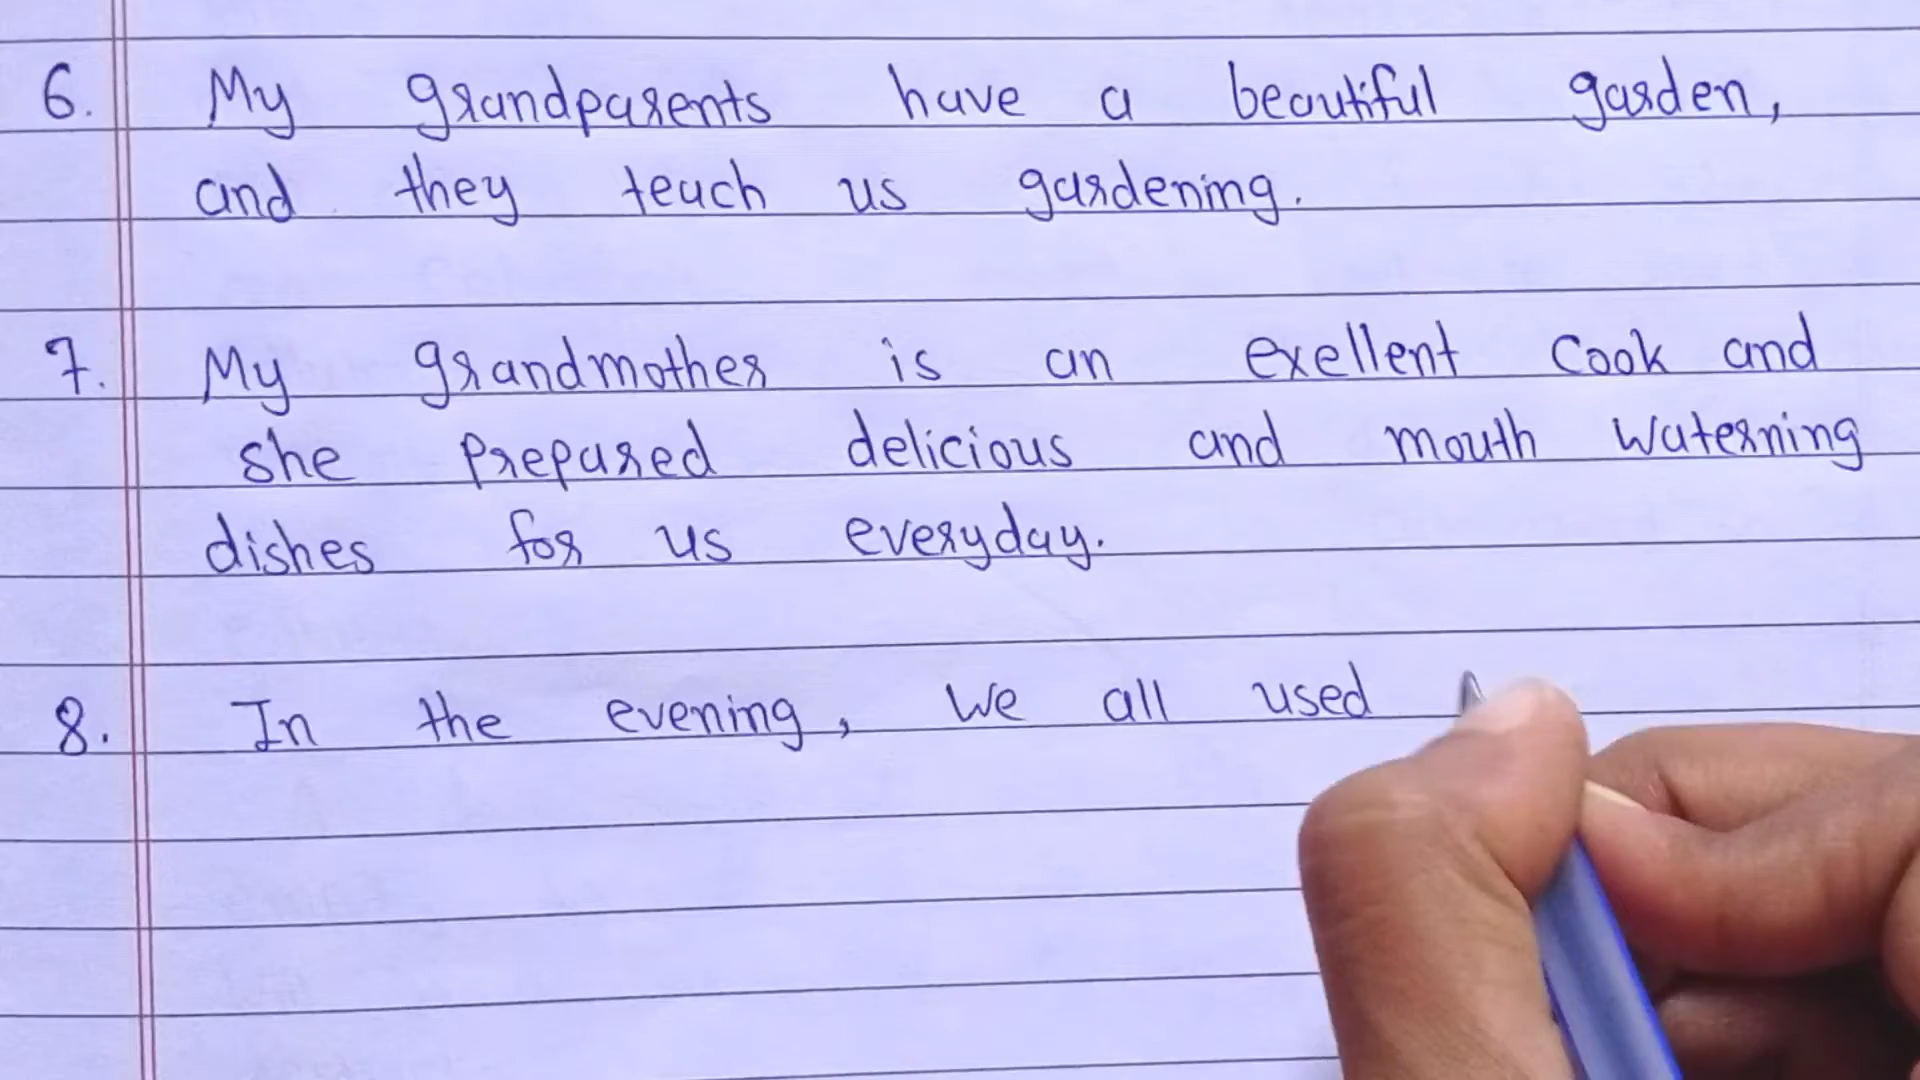 6. My grandparents have a beautiful garden,
and they teach us gardening.
7. My grandmother is an exellent cook and
she prepared delicious and mouth waterning
dishes for us everyday.
8. In the evening, we all used